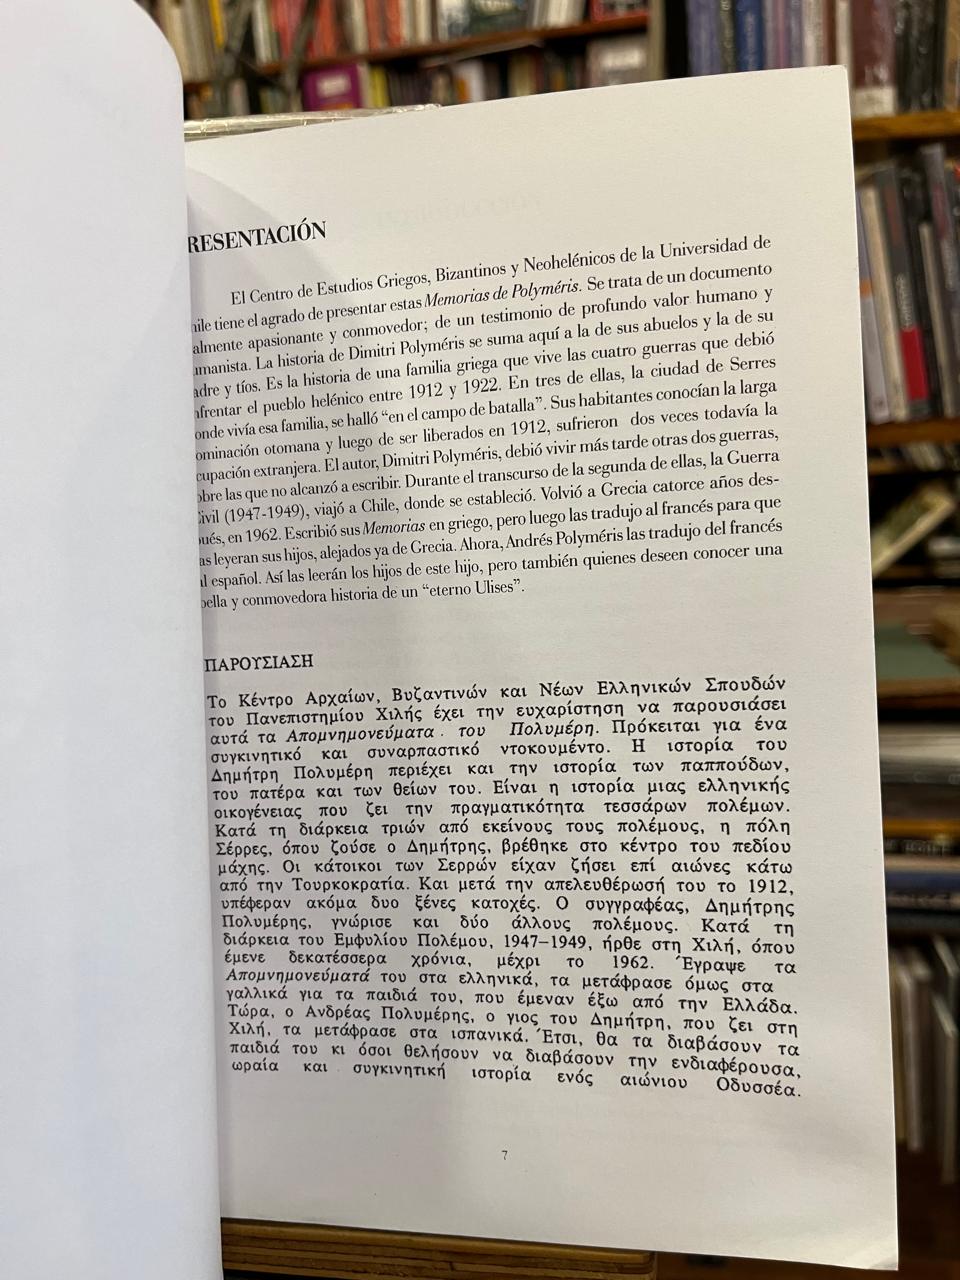 RESENTACIÓN
El Centro de Estudios Griegos, Bizantinos y Neohelénicos de la Universidad de
ile tiene el agrado de presentar estas Memorias de Polyméris. Se trata de un documento
almente apasionante y conmovedor; de un testimonio de profundo valor humano y
manista. La historia de Dimitri Polyméris se suma aquí a la de sus abuelos y la de su
adre y tíos. Es la historia de una familia griega que vive las cuatro guerras que debió
frentar el pueblo helénico entre 1912 y 1922. En tres de ellas, la ciudad de Serres
onde vivía esa familia, se halló “en el campo de batalla”. Sus habitantes conocían la larga
ominación otomana y luego de ser liberados en 1912, sufrieron dos veces todavía la
cupación extranjera. El autor, Dimitri Polyméris, debió vivir más tarde otras dos guerras,
obre las que no alcanzó a escribir. Durante el transcurso de la segunda de ellas, la Guerra
ivil (1947-1949), viajó a Chile, donde se estableció. Volvió a Grecia catorce años des-
ués, en 1962. Escribió sus Memorias en griego, pero luego las tradujo al francés para que
as leyeran sus hijos, alejados ya de Grecia. Ahora, Andrés Polyméris las tradujo del francés
l español. Así las leerán los hijos de este hijo, pero también quienes deseen conocer una
bella y conmovedora historia de un “eterno Ulises”.
ΠΑΡΟΥΣΙΑΣΗ
Το Κέντρο Αρχαίων, Βυζαντινών και Νέων Ελληνικών Σπουδών
του Πανεπιστημίου Χιλής έχει την ευχαρίστηση να παρουσιάσει
αυτά τα Απομνημονεύματα του Πολυμέρη. Πρόκειται για ένα
συγκινητικό και συναρπαστικό ντοκουμέντο. Η ιστορία του
Δημήτρη Πολυμέρη περιέχει και την ιστορία των παππούδων,
του πατέρα και των θείων του. Είναι η ιστορία μιας ελληνικής
οικογένειας που ζει την πραγματικότητα τεσσάρων πολέμων.
Κατά τη διάρκεια τριών από εκείνους τους πολέμους, η πόλη
Σέρρες, όπου ζούσε ο Δημήτρης, βρέθηκε στο κέντρο του πεδίου
μάχης. Οι κάτοικοι των Σερρών είχαν ζήσει επί αιώνες κάτω
από την Τουρκοκρατία. Και μετά την απελευθέρωσή του το 1912,
υπέφεραν ακόμα δυο ξένες κατοχές. Ο συγγραφέας, Δημήτρης
Πολυμέρης, γνώρισε και δύο άλλους πολέμους. Κατά τη
διάρκεια του Εμφυλίου Πολέμου, 1947–1949, ήρθε στη Χιλή, όπου
έμενε δεκατέσσερα χρόνια, μέχρι το 1962. Έγραψε τα
Απομνημονεύματά του στα ελληνικά, τα μετάφρασε όμως στα
γαλλικά για τα παιδιά του, που έμεναν έξω από την Ελλάδα.
Τώρα, ο Ανδρέας Πολυμέρης, ο γιος του Δημήτρη, που ζει στη
Χιλή, τα μετάφρασε στα ισπανικά. Έτσι, θα τα διαβάσουν τα
παιδιά του κι όσοι θελήσουν να διαβάσουν την ενδιαφέρουσα,
ωραία και συγκινητική ιστορία ενός αιώνιου Οδυσσέα.
7